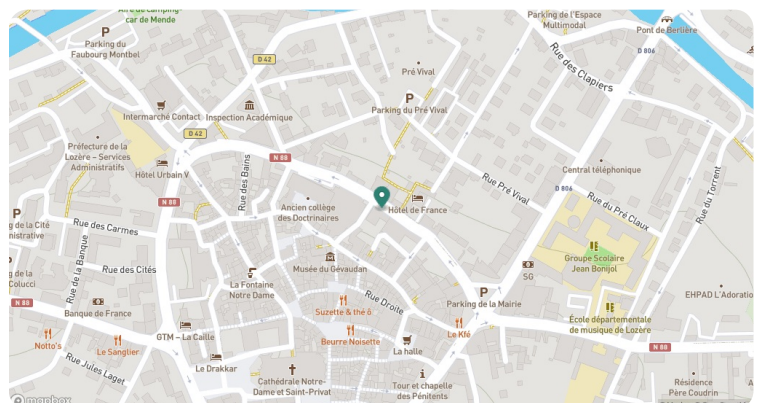 Aire de camping-
car de Mende
Parking de l'Espace
Multimodal
P
Parking du
Faubourg Montbel
D 806
Pont de Berlière
D 42
Pré Vival
Rue des Clapiers
P
Parking du Pré Vival
Intermarché Contact
Inspection Académique
D 42
Préfecture de la
Lozère – Services
Administratifs
N 88
Hôtel Urbain V
Rue des Bains
Central téléphonique
Rue Pré Vival
D 806
Rue du Pré Claux
Rue du Torrent
N 88
Ancien collège
des Doctrinaires
Hôtel de France
P
g de la Cité
nistrative
Rue des Carmes
Rue de la Banque
Groupe Scolaire
Jean Bonijol
Rue des Cités
Musée du Gévaudan
SG
g de la
Colucci
La Fontaine
Notre Dame
P
Parking de la Mairie
EHPAD L'Adoratio
N 88
Banque de France
Rue Droite
Suzette & thé ô
École départementale
de musique de Lozère
Notto's
Le Sanglier
GTM – La Caille
Beurre Noisette
Le Kfé
La halle
N 88
Rue Jules Laget
Le Drakkar
Cathédrale Notre-
Dame et Saint-Privat
i
Tour et chapelle
des Pénitents
Résidence
Père Coudrin
mapbox